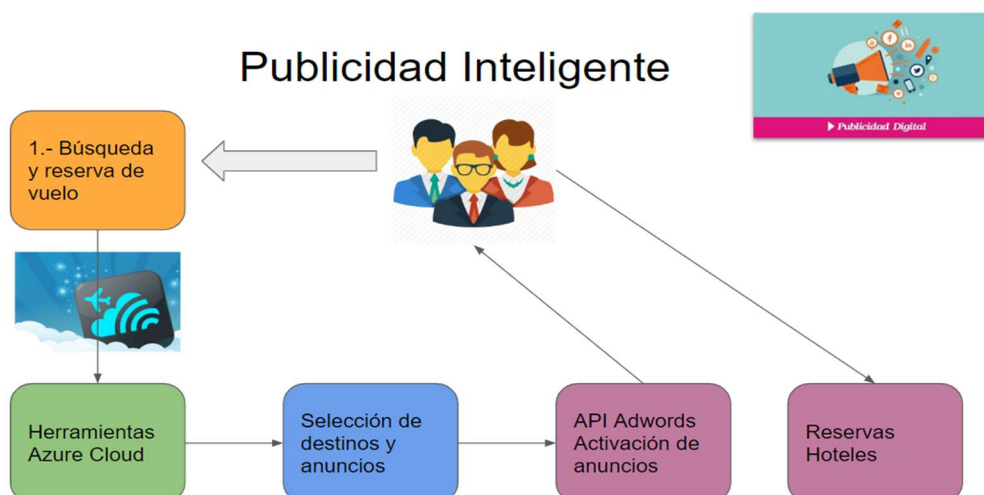 Publicidad Inteligente
Publicidad Digital
1.- Búsqueda
y reserva de
vuelo
Herramientas
Azure Cloud
Selección de
destinos y
anuncios
API Adwords
Activación de
anuncios
Reservas
Hoteles